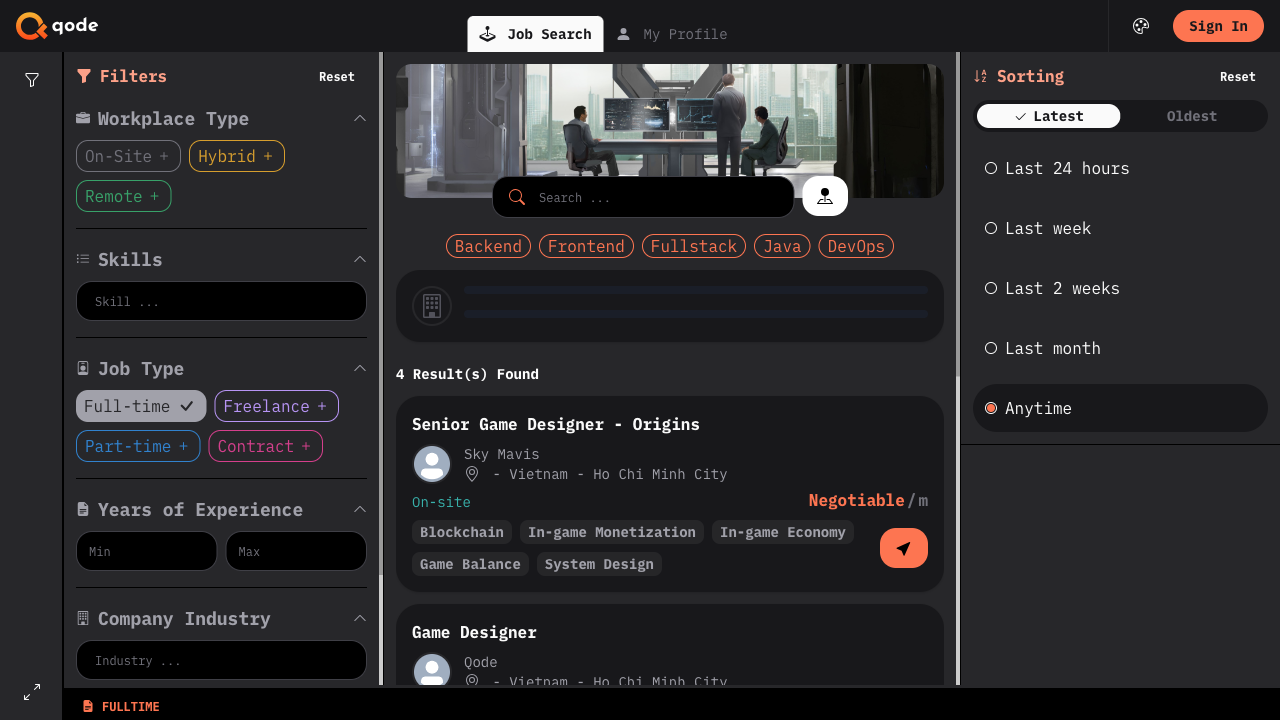 qode
Job Search
My Profile
Sign In
Filters
Reset
Workplace Type
On-Site +
Hybrid +
Remote +
Skills
Skill ...
Job Type
Full-time
Freelance +
Part-time +
Contract +
Years of Experience
Min
Max
Company Industry
Industry ...
Search ...
Backend
Frontend
Fullstack
Java
DevOps
4 Result(s) Found
Senior Game Designer - Origins
Sky Mavis
- Vietnam - Ho Chi Minh City
On-site
Negotiable/m
Blockchain
In-game Monetization
In-game Economy
Game Balance
System Design
Game Designer
Qode
- Vietnam - Ho Chi Minh City
Sorting
Reset
Latest
Oldest
Last 24 hours
Last week
Last 2 weeks
Last month
Anytime
FULLTIME